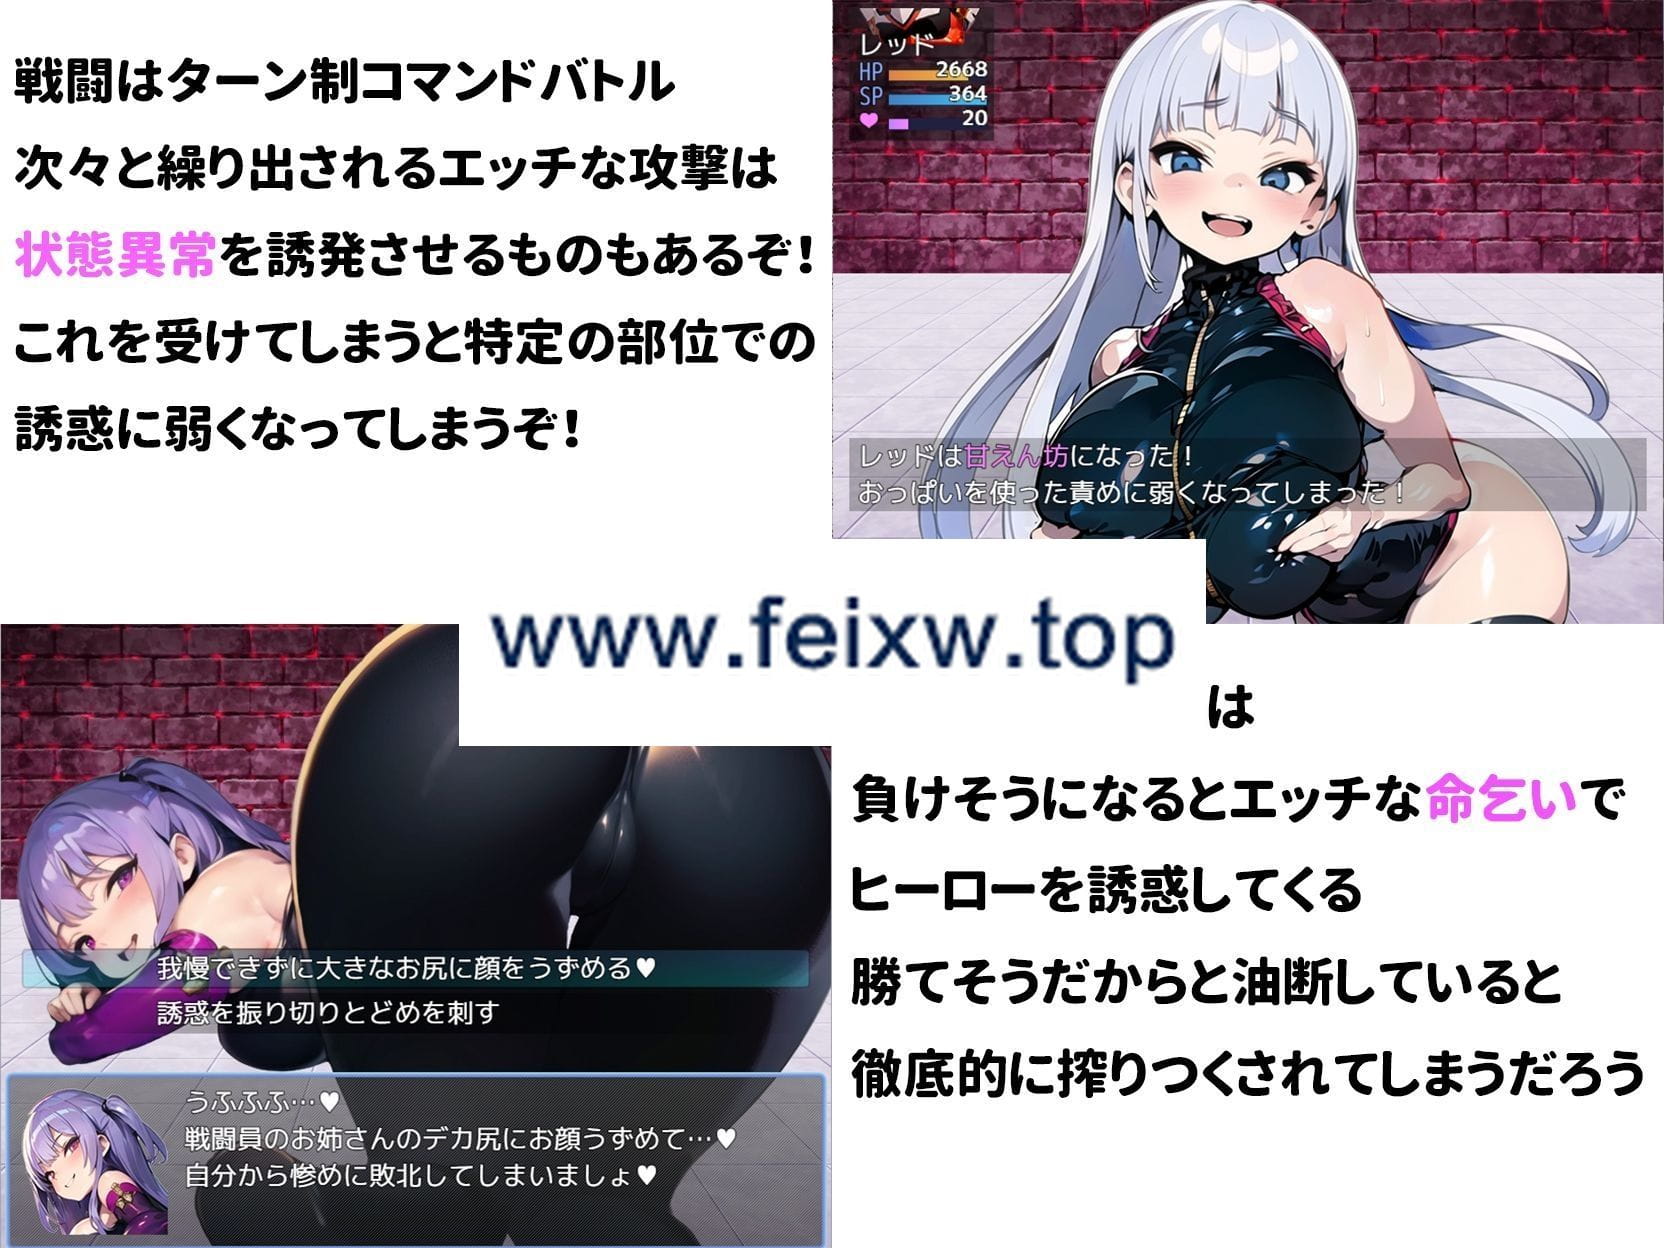 戦闘はターン制コマンドバトル
次々と繰り出されるエッチな攻撃は
状態異常を誘発させるものもあるぞ!
これを受けてしまうと特定の部位での
誘惑に弱くなってしまうぞ!
レッド
HP 2668
SP 364
20
レッドは甘えん坊になった!
おっぱいを使った責めに弱くなってしまった!
www.feixw.top
我慢できずに大きなお尻に顔をうずめる♥
誘惑を振り切りとどめを刺す
うふふふ…♥
戦闘員のお姉さんのデカ尻にお顔うずめて…♥
自分から惨めに敗北してしまいましょ♥
は
負けそうになるとエッチな命乞いで
ヒーローを誘惑してくる
勝てそうだからと油断していると
徹底的に搾りつくされてしまうだろう